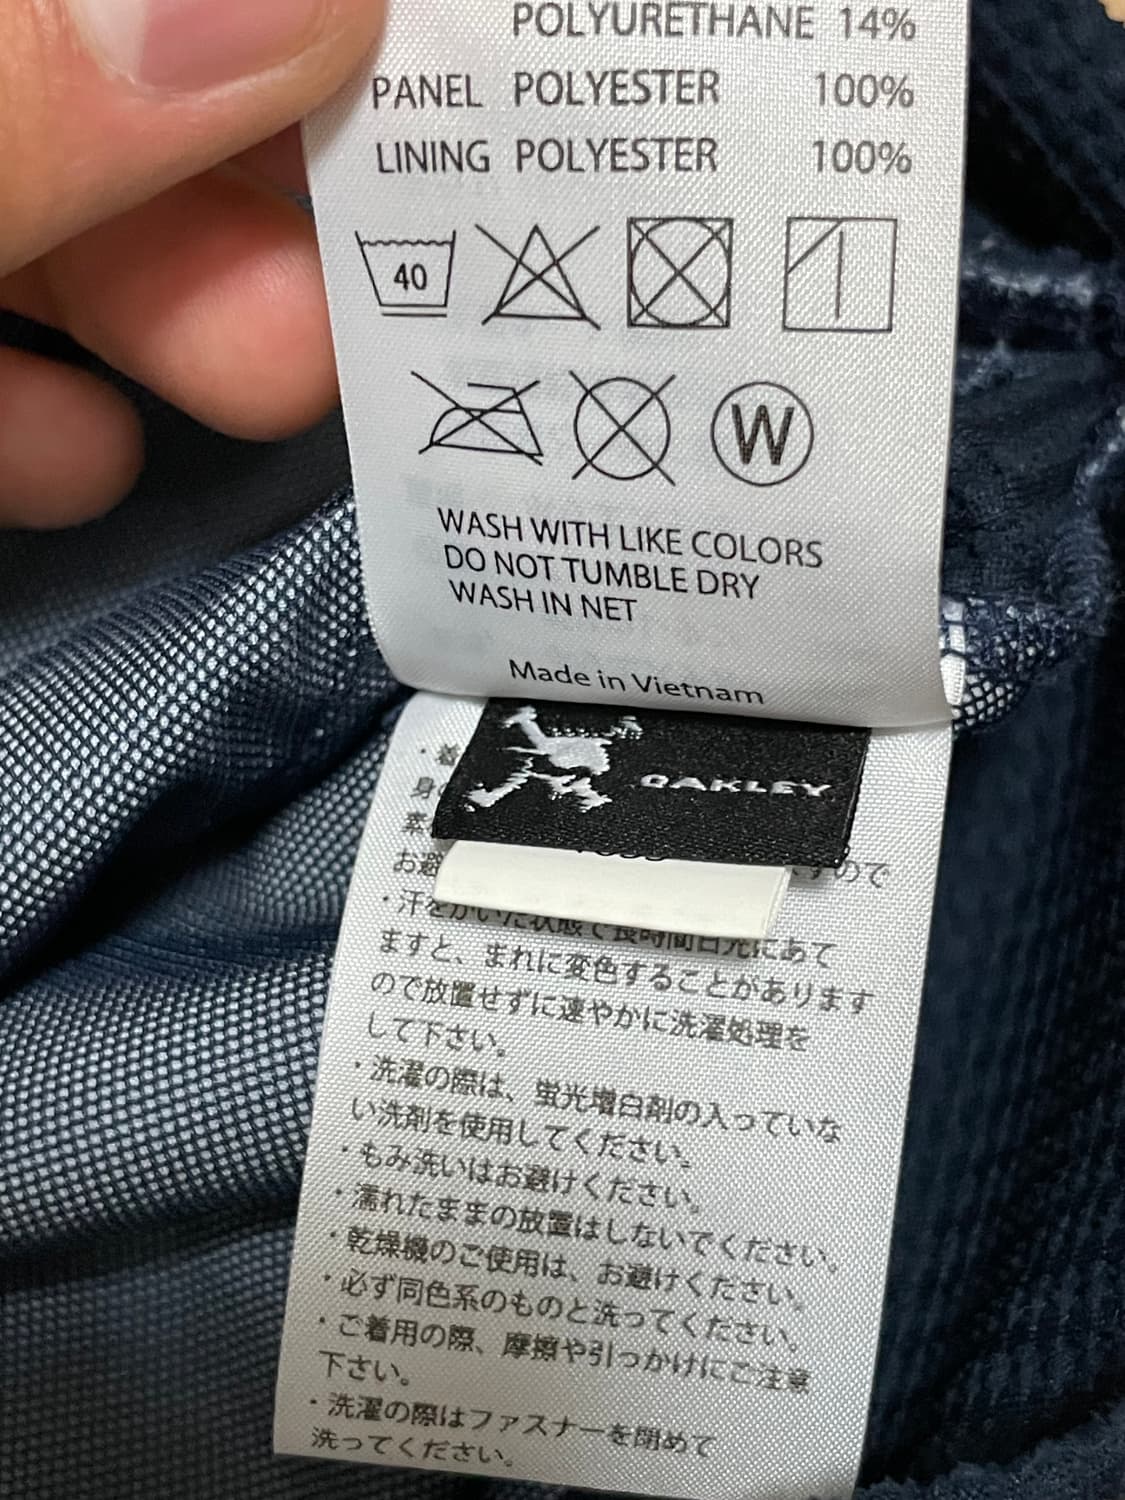 POLYURETHANE 14%
PANEL POLYESTER 100%
LINING POLYESTER 100%
40
W
WASH WITH LIKE COLORS
DO NOT TUMBLE DRY
WASH IN NET
Made in Vietnam
OAKLEY
身
お避 ので
・汗をかいた状態で長時間日光にあて
ますと、まれに変色することがあります
ので放置せずに速やかに洗濯処理を
して下さい。
・洗濯の際は、蛍光増白剤の入っていな
い洗剤を使用してください。
・もみ洗いはお避けください。
・濡れたままの放置はしないでください。
・乾燥機のご使用は、お避けください。
・必ず同色系のものと洗ってください。
・ご着用の際、摩擦や引っかけにご注意
下さい。
・洗濯の際はファスナーを閉めて
洗ってください。